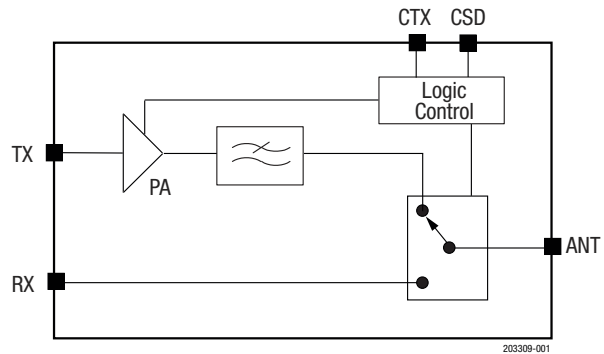 CTX CSD
Logic
Control
TX
PA
ANT
RX
203309-001